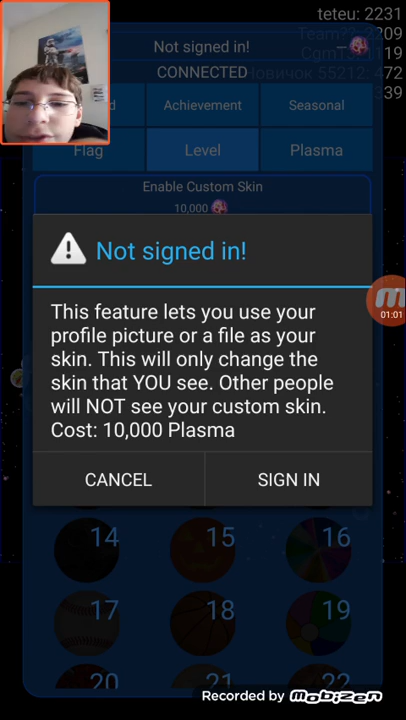 teteu: 2231
Not signed in!
CONNECTED
Новичок 55212: 472
Achievement
Seasonal
Flag
Level
Plasma
Enable Custom Skin
10,000
Not signed in!
This feature lets you use your
profile picture or a file as your
skin. This will only change the
skin that YOU see. Other people
will NOT see your custom skin.
Cost: 10,000 Plasma
CANCEL
SIGN IN
01:01
14
15
16
17
18
19
20
21
22
Recorded by Mobizen